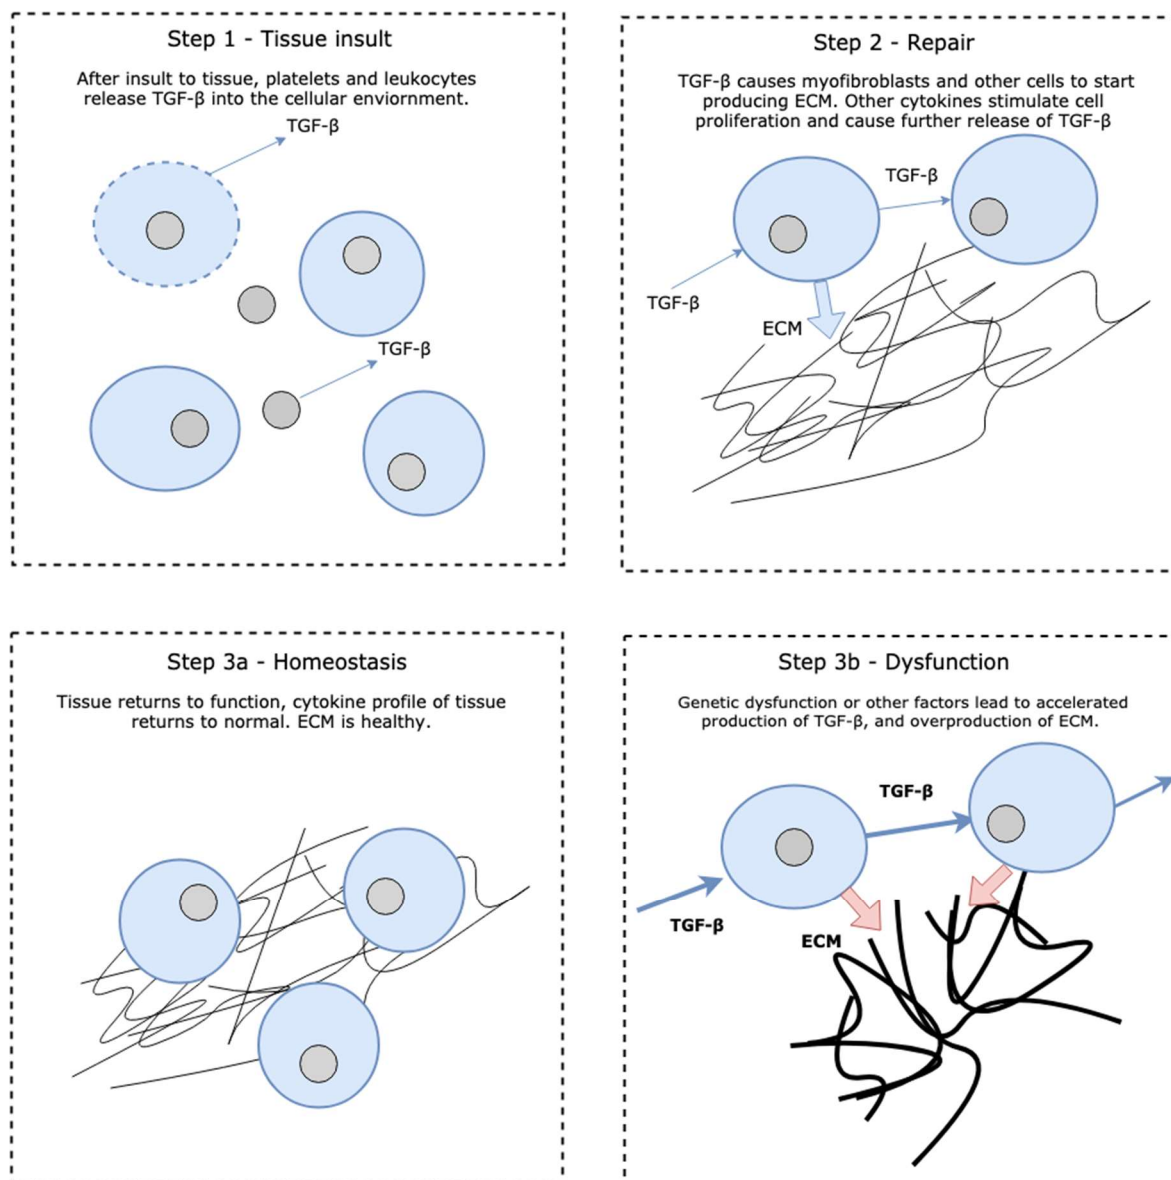 Step 1 - Tissue insult
After insult to tissue, platelets and leukocytes
release TGF-β into the cellular enviornment.
TGF-β
TGF-β
Step 2 - Repair
TGF-β causes myofibroblasts and other cells to start
producing ECM. Other cytokines stimulate cell
proliferation and cause further release of TGF-β
TGF-β
TGF-β
ECM
Step 3a - Homeostasis
Tissue returns to function, cytokine profile of tissue
returns to normal. ECM is healthy.
Step 3b - Dysfunction
Genetic dysfunction or other factors lead to accelerated
production of TGF-β, and overproduction of ECM.
TGF-β
TGF-β
ECM